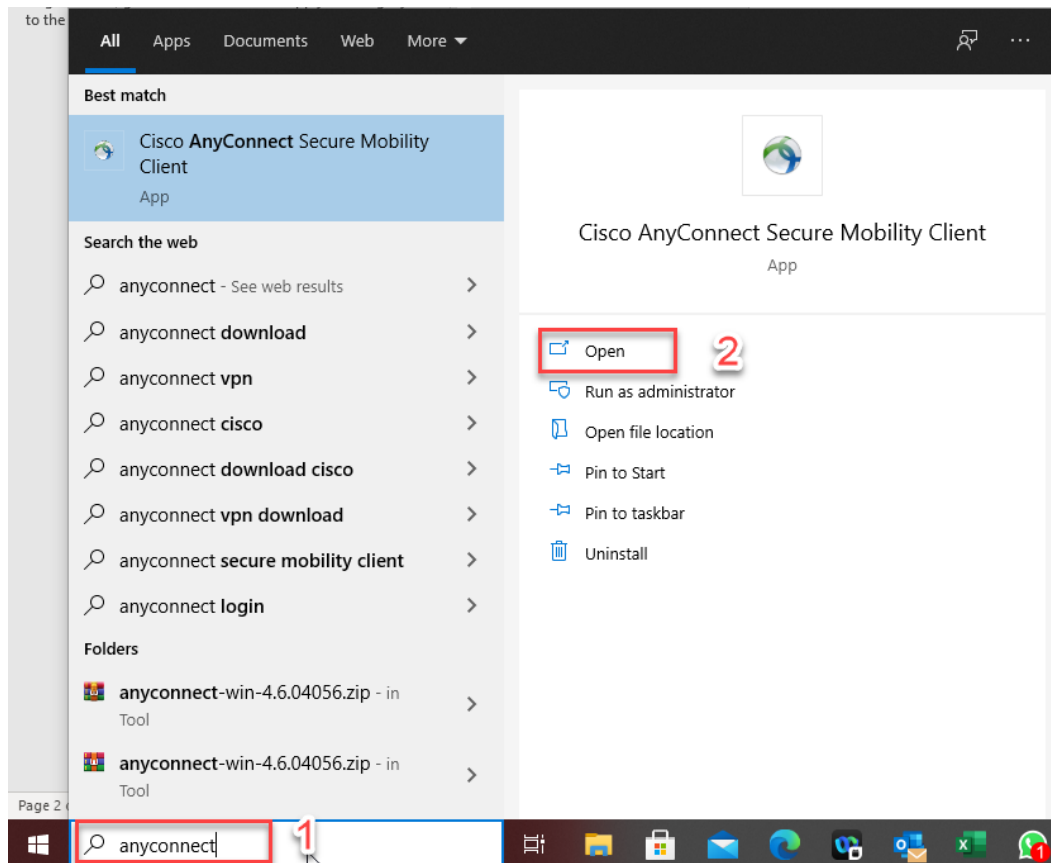 to the
All Apps Documents Web More
Best match
Cisco AnyConnect Secure Mobility
Client
App
Search the web
anyconnect - See web results
anyconnect download
anyconnect vpn
anyconnect cisco
anyconnect download cisco
anyconnect vpn download
anyconnect secure mobility client
anyconnect login
Folders
anyconnect-win-4.6.04056.zip - in
Tool
anyconnect-win-4.6.04056.zip - in
Tool
Cisco AnyConnect Secure Mobility Client
App
Open
2
Run as administrator
Open file location
Pin to Start
Pin to taskbar
Uninstall
Page 2
anyconnect
1
1